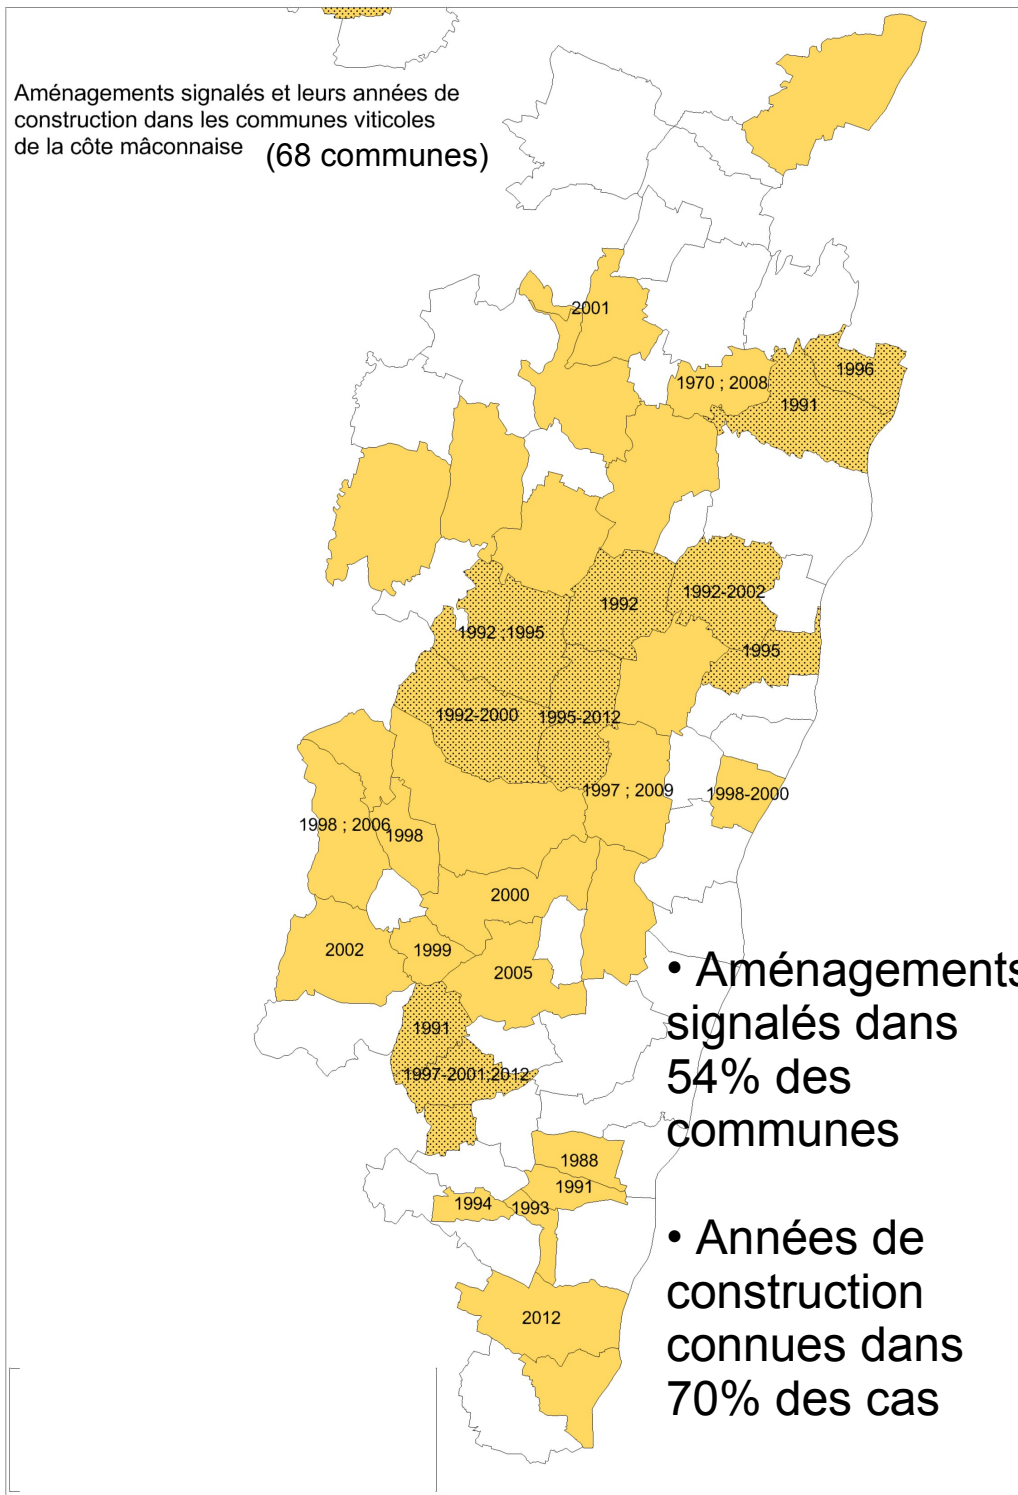 Aménagements signalés et leurs années de
construction dans les communes viticoles
de la côte mâconnaise (68 communes)
2001
1970 ; 2008
1996
1991
1992
1992-2002
1992 ;1995
1995
1992-2000
1995-2012
1997 ; 2009
1998-2000
1998 ; 2006
1998
2000
2002
1999
2005
1991
1997-2001;2012
1988
1991
1994
1993
2012
• Aménagements
signalés dans
54% des
communes
• Années de
construction
connues dans
70% des cas